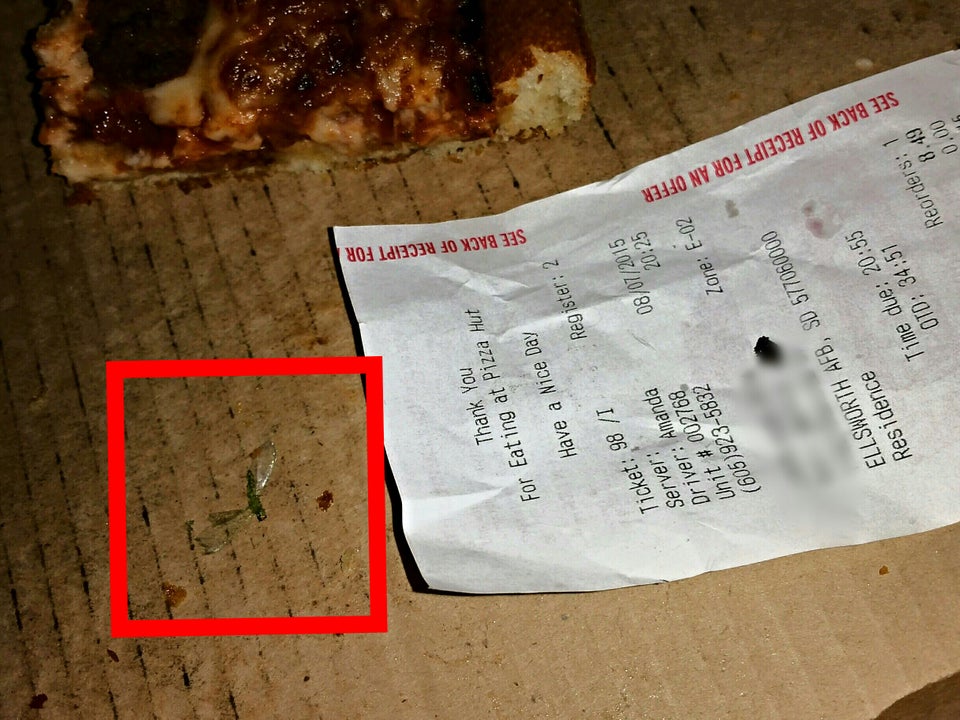 SEE BACK OF RECEIPT FOR AN OFFER
SEE BACK OF RECEIPT FOR
Thank You
For Eating at Pizza Hut
Have a Nice Day
Register: 2
Ticket: 98 /I 08/07/2015
Server: Amanda 20:25
Driver: 002768
Unit # Zone: E-02
(605)923-5832
ELLSWORTH AFB, SD 57060000
Residence
Time due: 20:55
OTD: 34:51
Reorders: 1
8.49
0.00